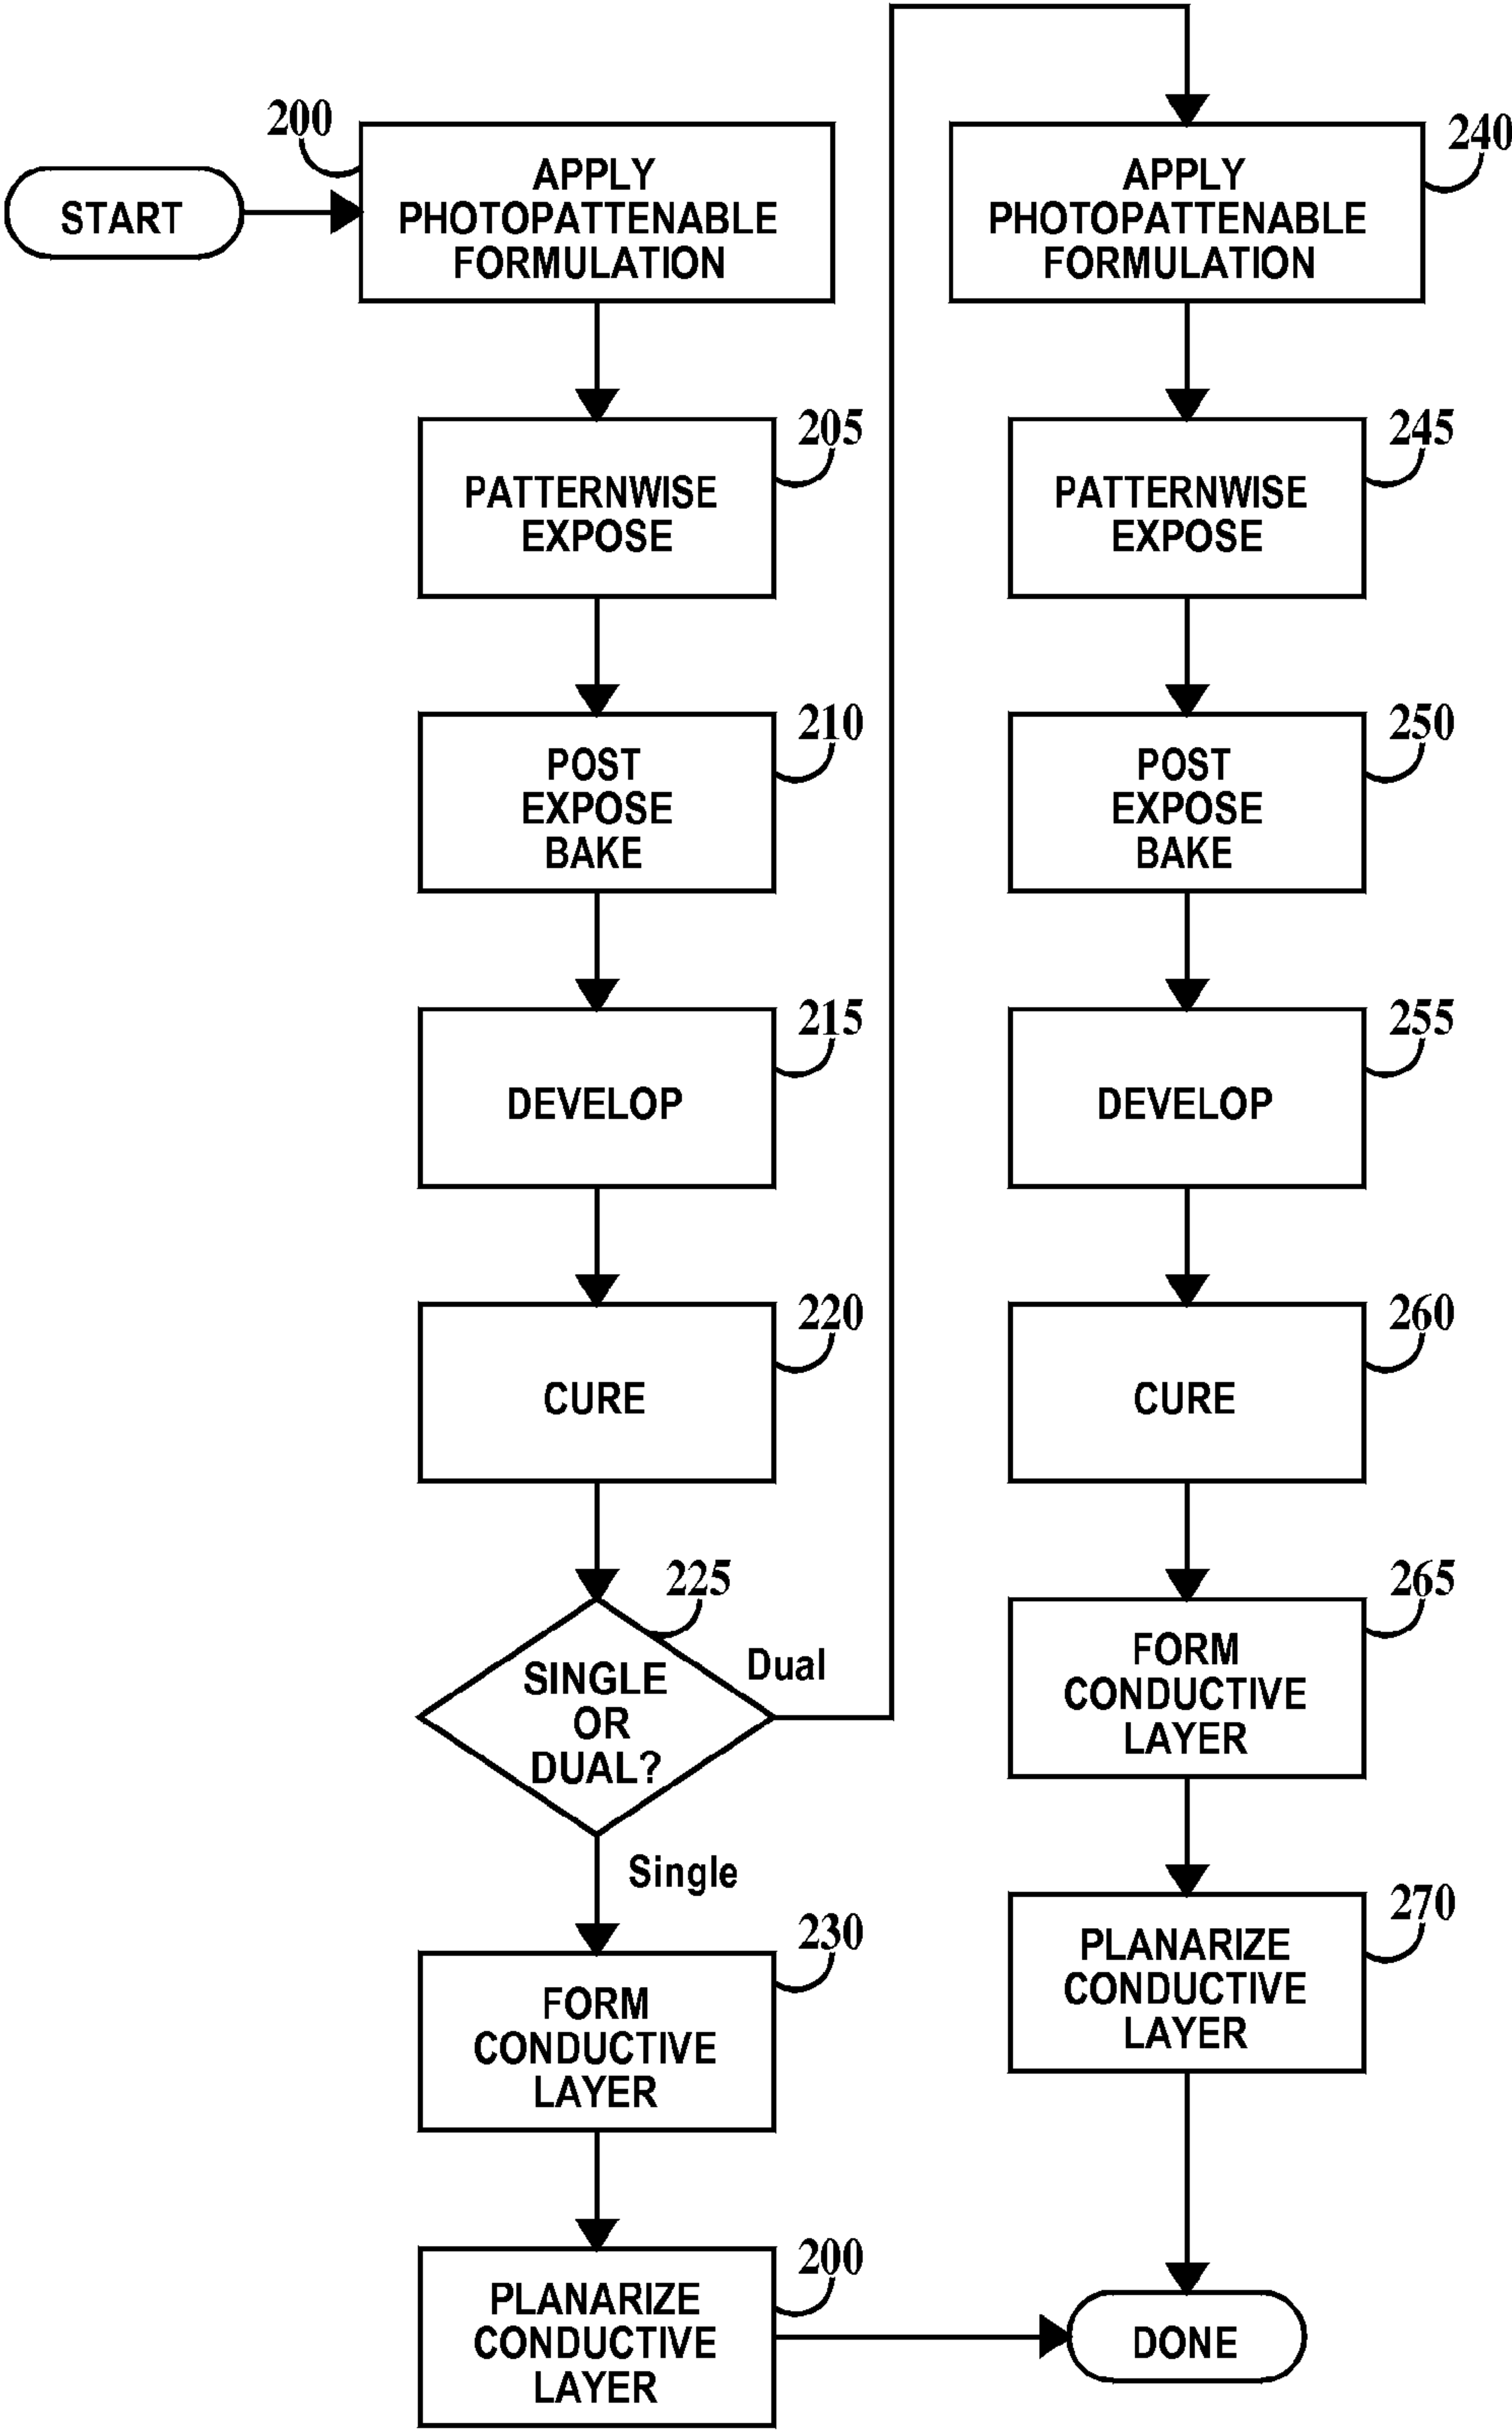 START
200
APPLY
PHOTOPATTENABLE
FORMULATION
205
PATTERNWISE
EXPOSE
210
POST
EXPOSE
BAKE
215
DEVELOP
220
CURE
225
SINGLE
OR
DUAL?
Dual
Single
230
FORM
CONDUCTIVE
LAYER
200
PLANARIZE
CONDUCTIVE
LAYER
240
APPLY
PHOTOPATTENABLE
FORMULATION
245
PATTERNWISE
EXPOSE
250
POST
EXPOSE
BAKE
255
DEVELOP
260
CURE
265
FORM
CONDUCTIVE
LAYER
270
PLANARIZE
CONDUCTIVE
LAYER
DONE